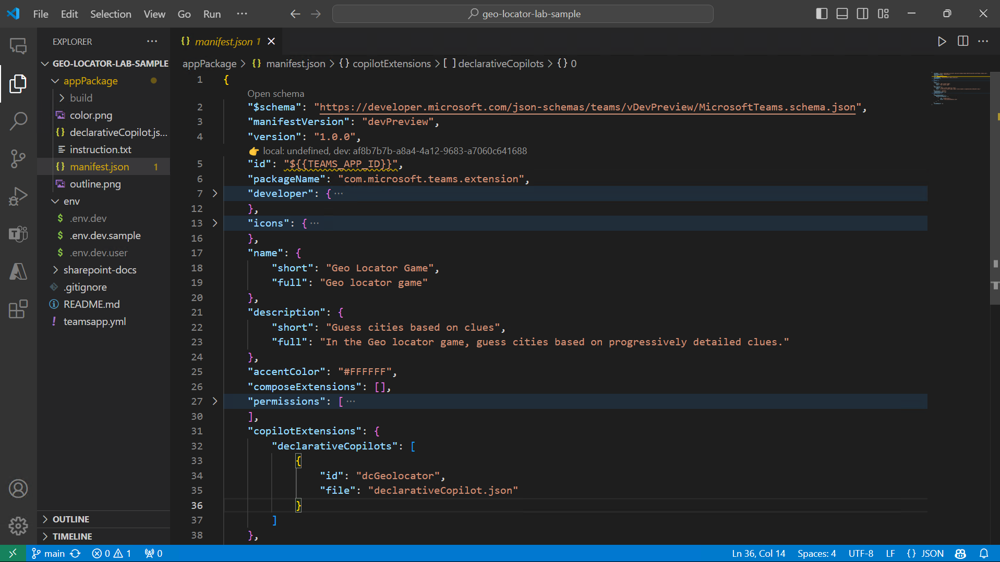 File Edit Selection View Go Run ···
geo-locator-lab-sample
EXPLORER ···
GEO-LOCATOR-LAB-SAMPLE
appPackage
build
color.png
{} declarativeCopilot.js...
instruction.txt
{} manifest.json 1
outline.png
env
$ .env.dev
$ .env.dev.sample
$ .env.dev.user
sharepoint-docs
.gitignore
README.md
! teamsapp.yml
OUTLINE
TIMELINE
{} manifest.json 1
appPackage > {} manifest.json > {} copilotExtensions > [ ] declarativeCopilots > {} 0
1 {
Open schema
2 "$schema": "https://developer.microsoft.com/json-schemas/teams/vDevPreview/MicrosoftTeams.schema.json",
3 "manifestVersion": "devPreview",
4 "version": "1.0.0",
👉 local: undefined, dev: af8b7b7b-a8a4-4a12-9683-a7060c641688
5 "id": "${{TEAMS_APP_ID}}",
6 "packageName": "com.microsoft.teams.extension",
7 > "developer": { ···
12 },
13 > "icons": { ···
16 },
17 "name": {
18 "short": "Geo Locator Game",
19 "full": "Geo locator game"
20 },
21 "description": {
22 "short": "Guess cities based on clues",
23 "full": "In the Geo locator game, guess cities based on progressively detailed clues."
24 },
25 "accentColor": "#FFFFFF",
26 "composeExtensions": [],
27 > "permissions": [ ···
30 ],
31 "copilotExtensions": {
32 "declarativeCopilots": [
33 {
34 "id": "dcGeolocator",
35 "file": "declarativeCopilot.json"
36 }
37 ]
38 },
main 0 1 0 Ln 36, Col 14 Spaces: 4 UTF-8 LF {} JSON